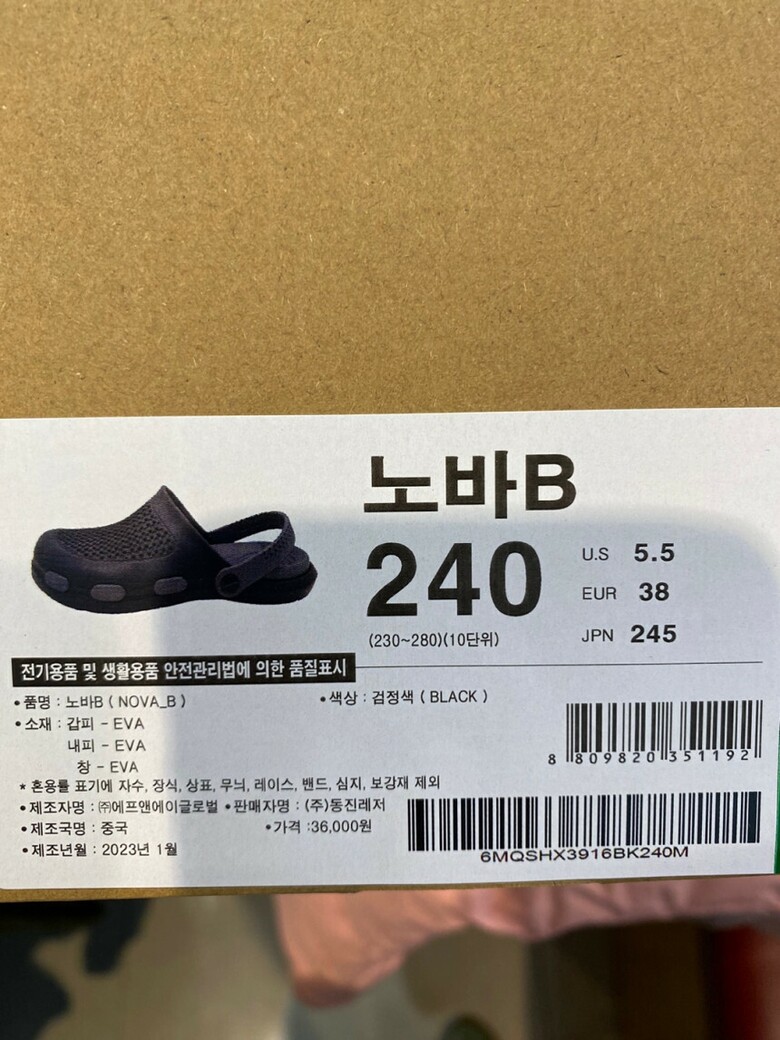 노바B
240
(230~280)(10단위)
U.S 5.5
EUR 38
JPN 245
전기용품 및 생활용품 안전관리법에 의한 품질표시
•품명 : 노바B ( NOVA_B )
•색상 : 검정색 ( BLACK )
•소재 : 갑피 - EVA
내피 - EVA
창 - EVA
* 혼용률 표기에 자수, 장식, 상표, 무늬, 레이스, 밴드, 심지, 보강재 제외
•제조자명 : ㈜에프앤에이글로벌 •판매자명 : (주)동진레저
•제조국명 : 중국
•가격 :36,000원
•제조년월 : 2023년 1월
8 809820 351192
6MQSHX3916BK240M